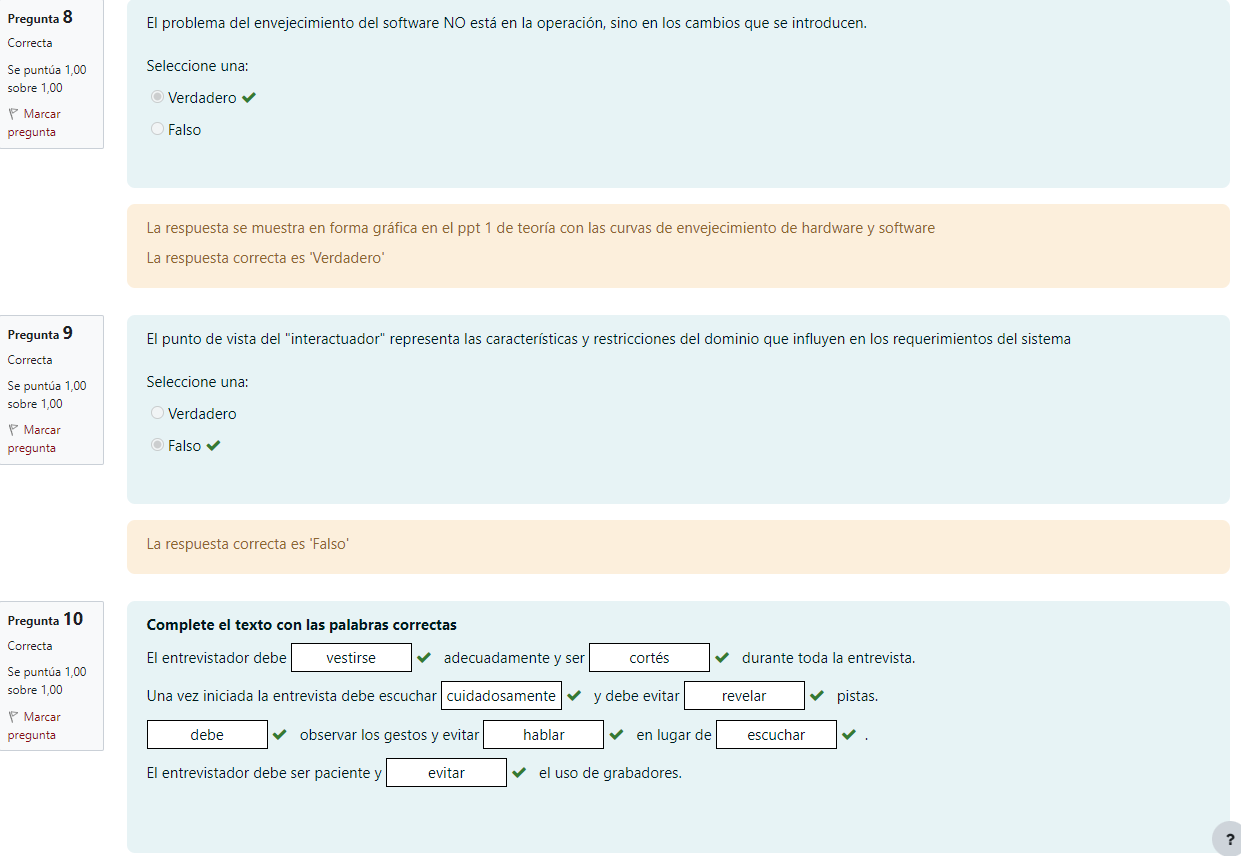 Pregunta 8
Correcta
Se puntúa 1,00
sobre 1,00
Marcar
pregunta
El problema del envejecimiento del software NO está en la operación, sino en los cambios que se introducen.
Seleccione una:
Verdadero
Falso
La respuesta se muestra en forma gráfica en el ppt 1 de teoría con las curvas de envejecimiento de hardware y software
La respuesta correcta es 'Verdadero'
Pregunta 9
Correcta
Se puntúa 1,00
sobre 1,00
Marcar
pregunta
El punto de vista del "interactuador" representa las características y restricciones del dominio que influyen en los requerimientos del sistema
Seleccione una:
Verdadero
Falso
La respuesta correcta es 'Falso'
Pregunta 10
Correcta
Se puntúa 1,00
sobre 1,00
Marcar
pregunta
Complete el texto con las palabras correctas
El entrevistador debe vestirse adecuadamente y ser cortés durante toda la entrevista.
Una vez iniciada la entrevista debe escuchar cuidadosamente y debe evitar revelar pistas.
debe observar los gestos y evitar hablar en lugar de escuchar .
El entrevistador debe ser paciente y evitar el uso de grabadores.
?